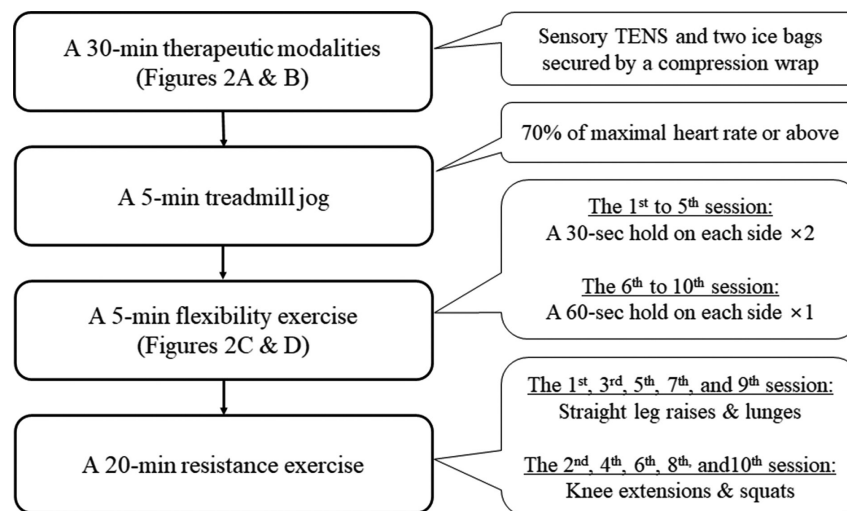 A 30-min therapeutic modalities
(Figures 2A & B)
Sensory TENS and two ice bags
secured by a compression wrap
A 5-min treadmill jog
70% of maximal heart rate or above
A 5-min flexibility exercise
(Figures 2C & D)
The 1st to 5th session:
A 30-sec hold on each side ×2
The 6th to 10th session:
A 60-sec hold on each side ×1
A 20-min resistance exercise
The 1st, 3rd, 5th, 7th, and 9th session:
Straight leg raises & lunges
The 2nd, 4th, 6th, 8th, and10th session:
Knee extensions & squats